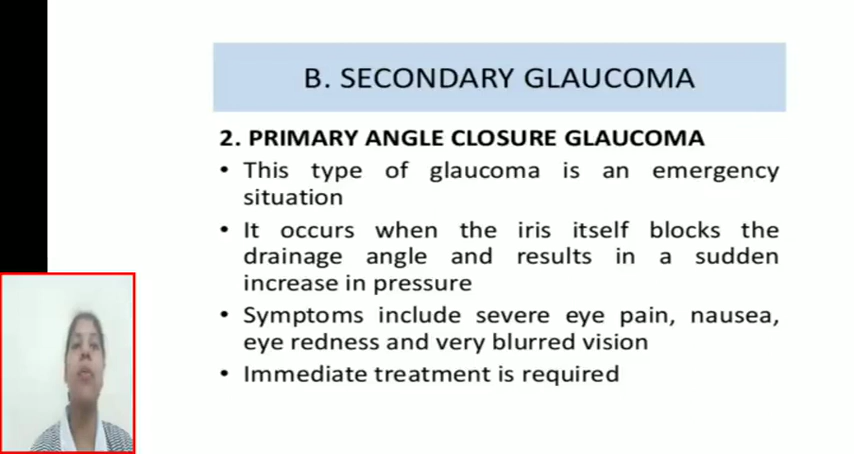 B. SECONDARY GLAUCOMA
2. PRIMARY ANGLE CLOSURE GLAUCOMA
• This type of glaucoma is an emergency
situation
• It occurs when the iris itself blocks the
drainage angle and results in a sudden
increase in pressure
• Symptoms include severe eye pain, nausea,
eye redness and very blurred vision
• Immediate treatment is required